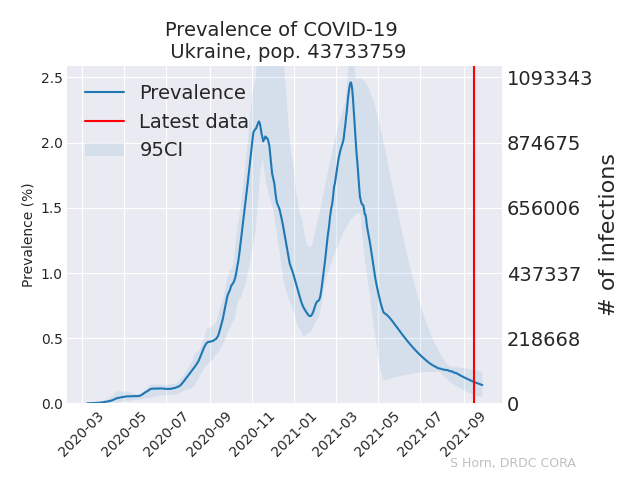 Prevalence of COVID-19
Ukraine, pop. 43733759
Prevalence
Latest data
95CI
Prevalence (%)
2.5
2.0
1.5
1.0
0.5
0.0
1093343
874675
656006
437337
218668
0
# of infections
2020-03
2020-05
2020-07
2020-09
2020-11
2021-01
2021-03
2021-05
2021-07
2021-09
S Horn, DRDC CORA